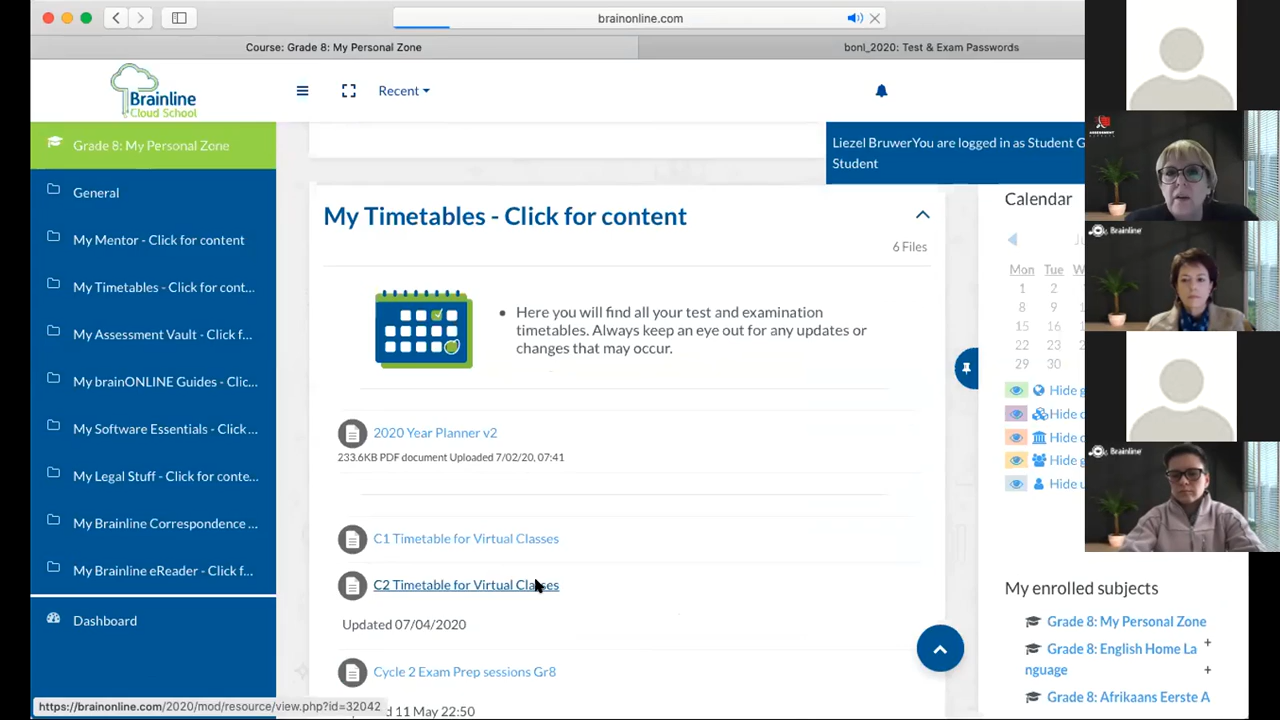 brainonline.com
Course: Grade 8: My Personal Zone
bonl_2020: Test & Exam Passwords
Brainline
Cloud School
Recent
Liezel BruwerYou are logged in as Student G
Student
Grade 8: My Personal Zone
General
My Mentor - Click for content
My Timetables - Click for cont...
My Assessment Vault - Click f...
My brainONLINE Guides - Clic...
My Software Essentials - Click ...
My Legal Stuff - Click for conte...
My Brainline Correspondence ...
My Brainline eReader - Click f...
Dashboard
My Timetables - Click for content
6 Files
Here you will find all your test and examination
timetables. Always keep an eye out for any updates or
changes that may occur.
2020 Year Planner v2
233.6KB PDF document Uploaded 7/02/20, 07:41
C1 Timetable for Virtual Classes
C2 Timetable for Virtual Classes
Updated 07/04/2020
Cycle 2 Exam Prep sessions Gr8
11 May 22:50
https://brainonline.com/2020/mod/resource/view.php?id=32042
Calendar
Mon Tue W
1 2
8 9
15 16
22 23
29 30
Hide g
Hide c
Hide c
Hide g
Hide u
My enrolled subjects
Grade 8: My Personal Zone
Grade 8: English Home La
nguage
Grade 8: Afrikaans Eerste A
ASSESSMENT
Brainline
Brainline